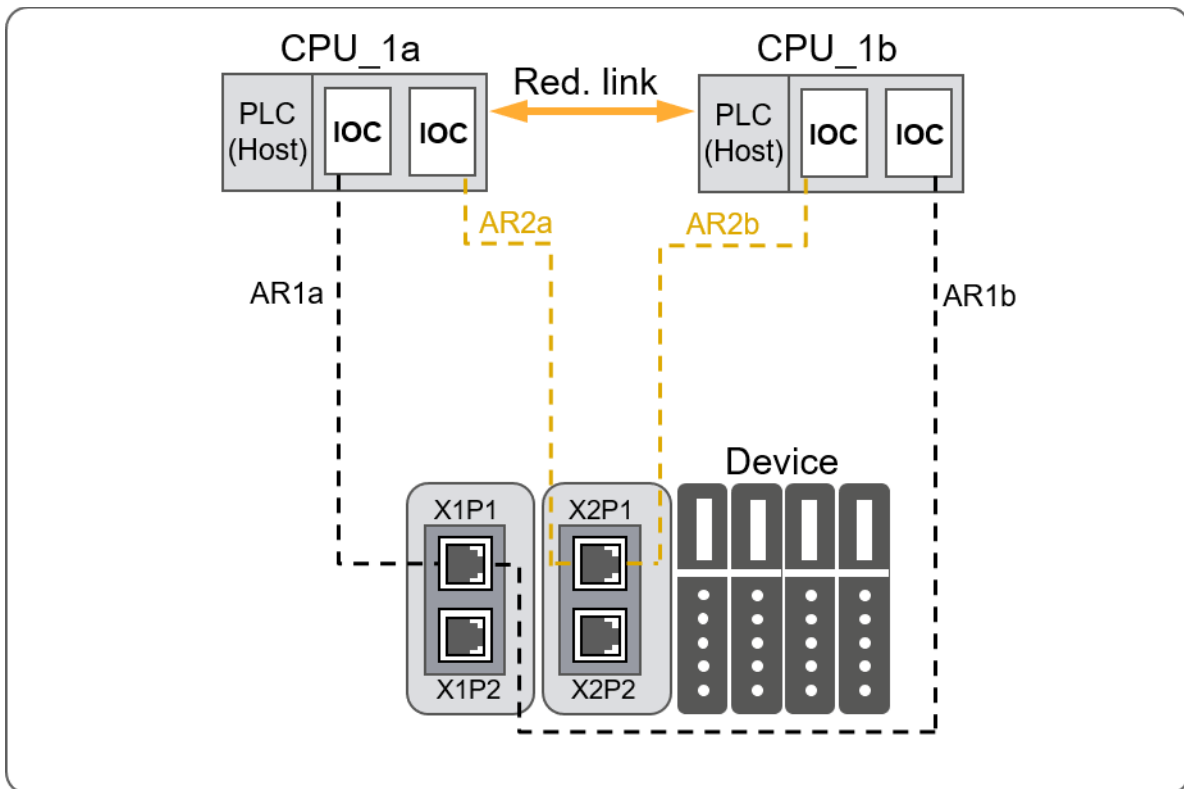 CPU_1a
CPU_1b
Red. link
PLC
(Host)
IOC
IOC
PLC
(Host)
IOC
IOC
AR2a
AR2b
AR1a
AR1b
Device
X1P1
X2P1
X1P2
X2P2